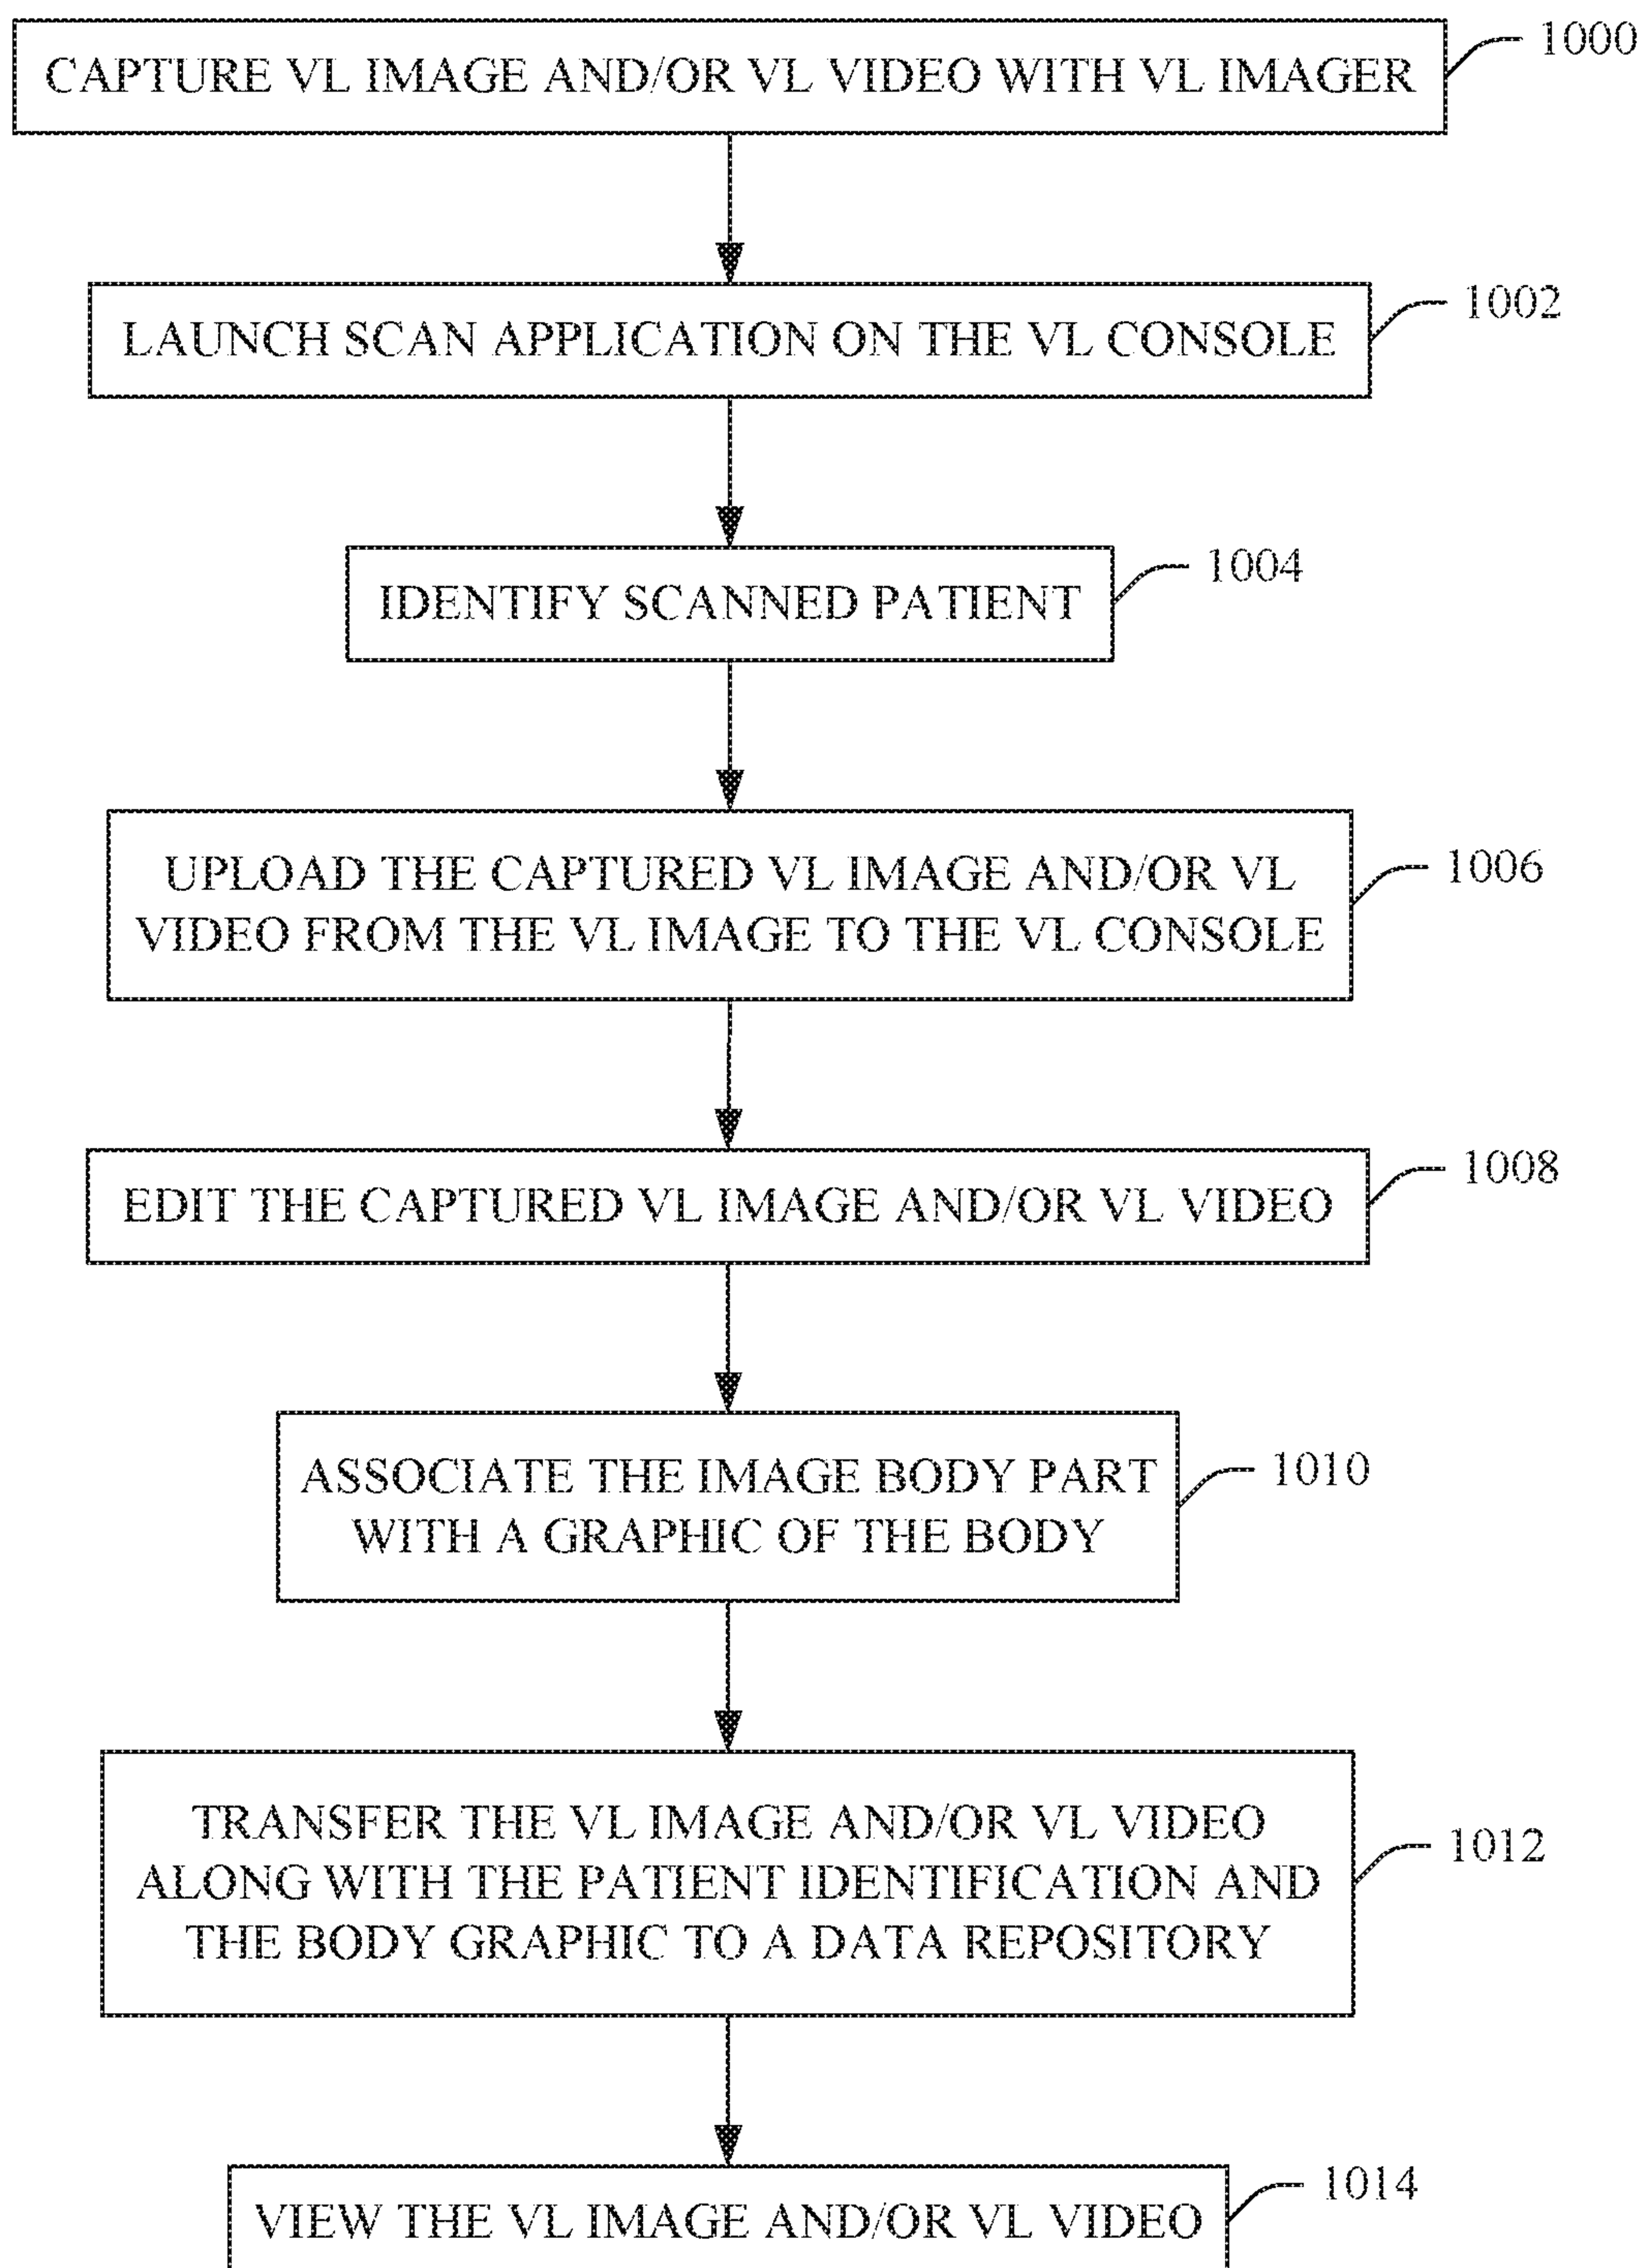 CAPTURE VL IMAGE AND/OR VL VIDEO WITH VL IMAGER
1000
LAUNCH SCAN APPLICATION ON THE VL CONSOLE
1002
IDENTIFY SCANNED PATIENT
1004
UPLOAD THE CAPTURED VL IMAGE AND/OR VL
VIDEO FROM THE VL IMAGE TO THE VL CONSOLE
1006
EDIT THE CAPTURED VL IMAGE AND/OR VL VIDEO
1008
ASSOCIATE THE IMAGE BODY PART
WITH A GRAPHIC OF THE BODY
1010
TRANSFER THE VL IMAGE AND/OR VL VIDEO
ALONG WITH THE PATIENT IDENTIFICATION AND
THE BODY GRAPHIC TO A DATA REPOSITORY
1012
VIEW THE VL IMAGE AND/OR VL VIDEO
1014